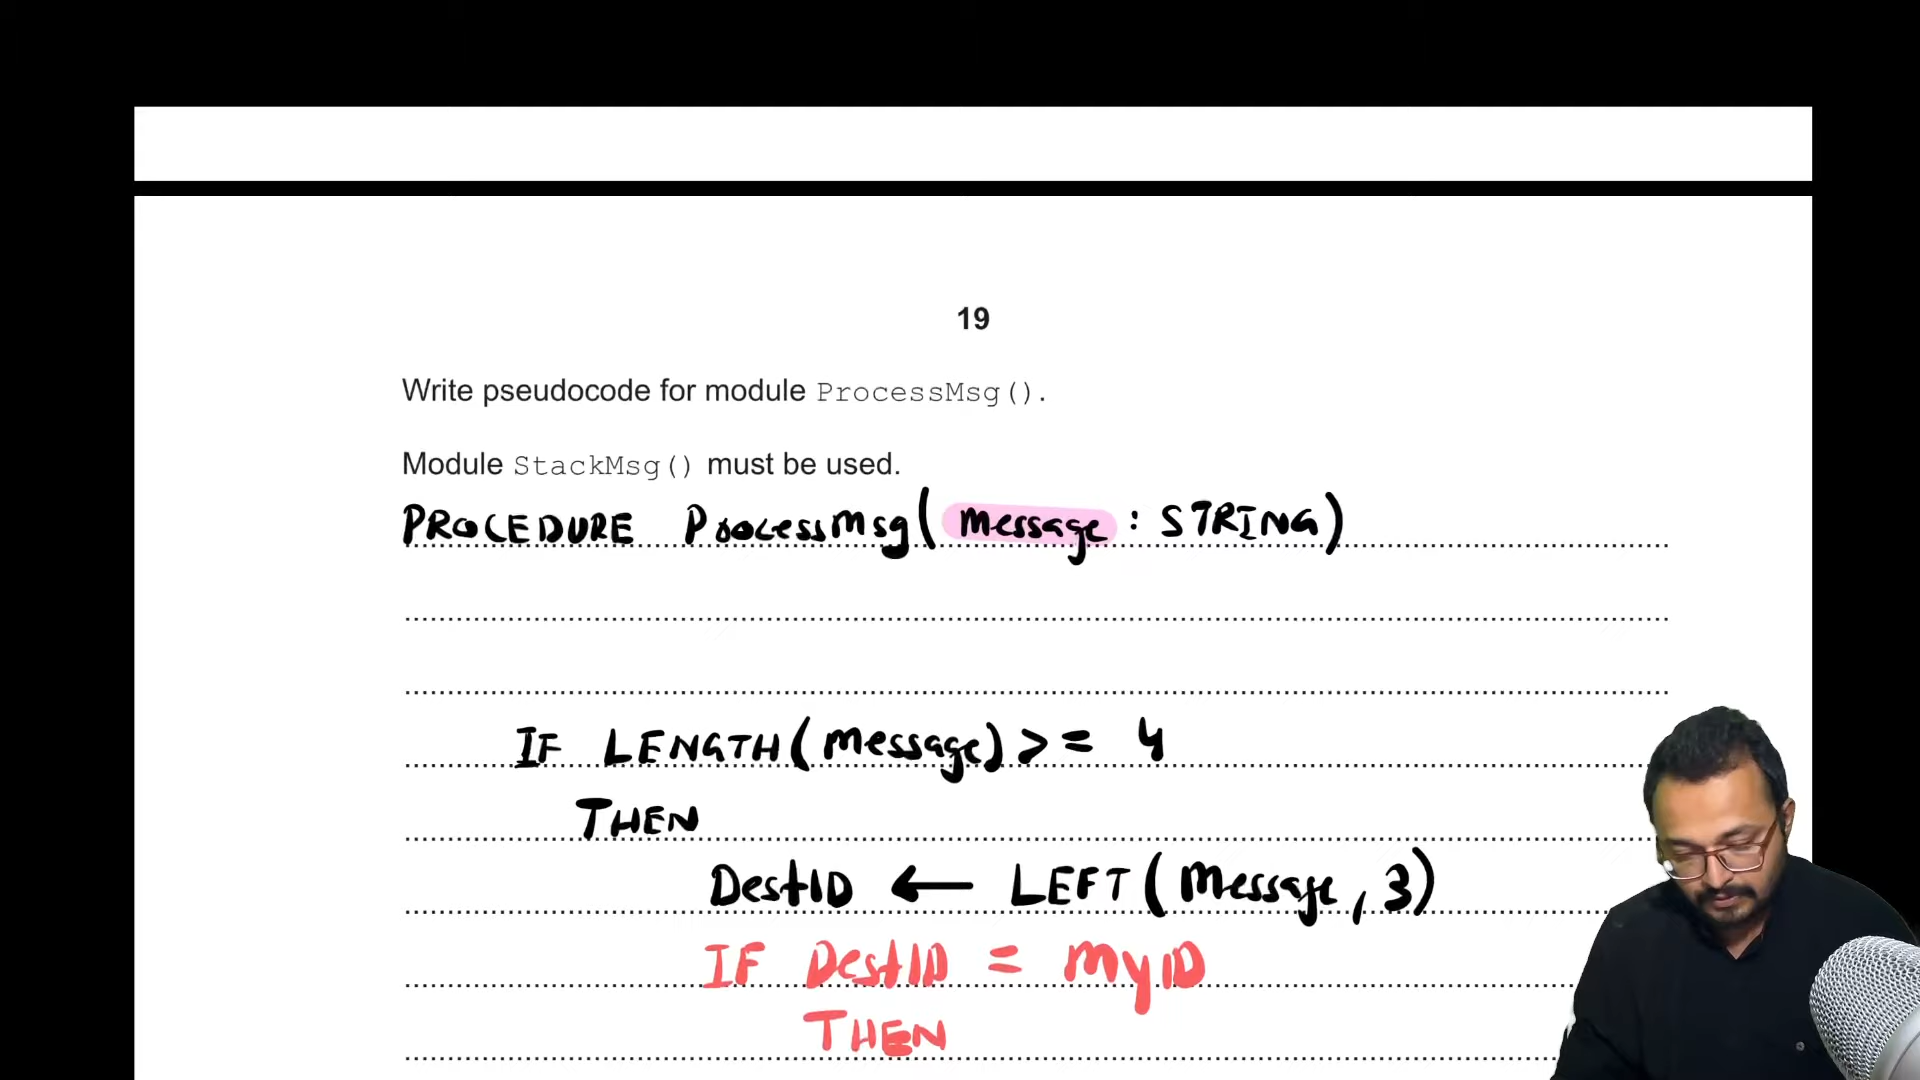 19
Write pseudocode for module ProcessMsg().
Module StackMsg() must be used.
PROCEDURE ProcessMsg(Message : STRING)
IF LENGTH(Message) >= 4
THEN
DestID ← LEFT(Message, 3)
IF DestID = MyID
THEN